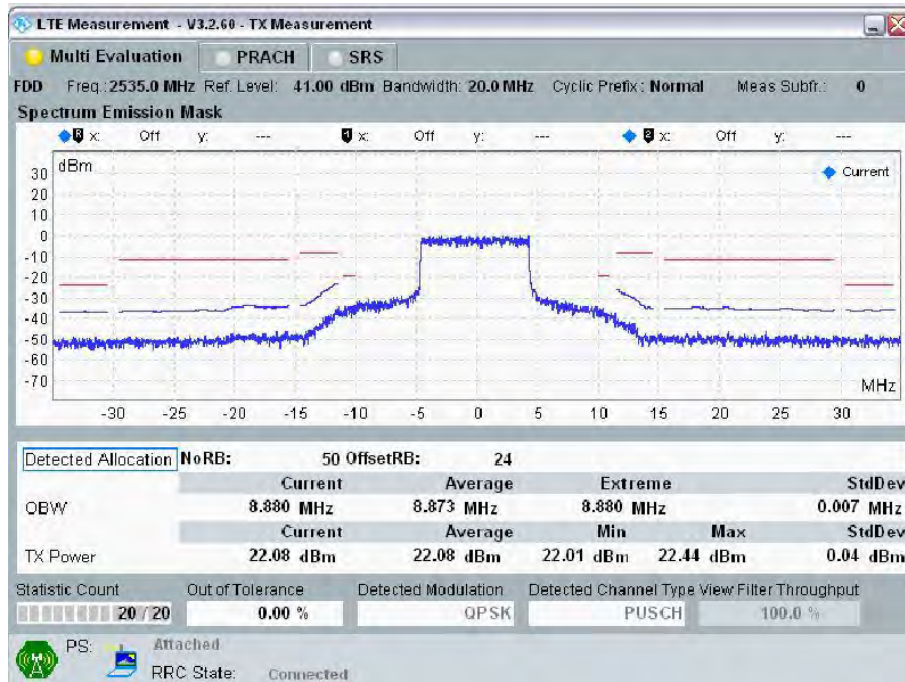 LTE Measurement - V3.2.60 - TX Measurement
Multi Evaluation PRACH SRS
FDD Freq.: 2535.0 MHz Ref. Level: 41.00 dBm Bandwidth: 20.0 MHz Cyclic Prefix: Normal Meas Subfr.: 0
Spectrum Emission Mask
R x: Off y: --- 1 x: Off y: --- 2 x: Off y: ---
dBm
Current
30
20
10
0
-10
-20
-30
-40
-50
-60
-70
MHz
-30 -25 -20 -15 -10 -5 0 5 10 15 20 25 30
Detected Allocation NoRB: 50 OffsetRB: 24
Current Average Extreme StdDev
OBW 8.880 MHz 8.873 MHz 8.880 MHz 0.007 MHz
Current Average Min Max StdDev
TX Power 22.08 dBm 22.08 dBm 22.01 dBm 22.44 dBm 0.04 dBm
Statistic Count Out of Tolerance Detected Modulation Detected Channel Type View Filter Throughput
20 / 20 0.00 % QPSK PUSCH 100.0 %
PS: Attached
RRC State: Connected